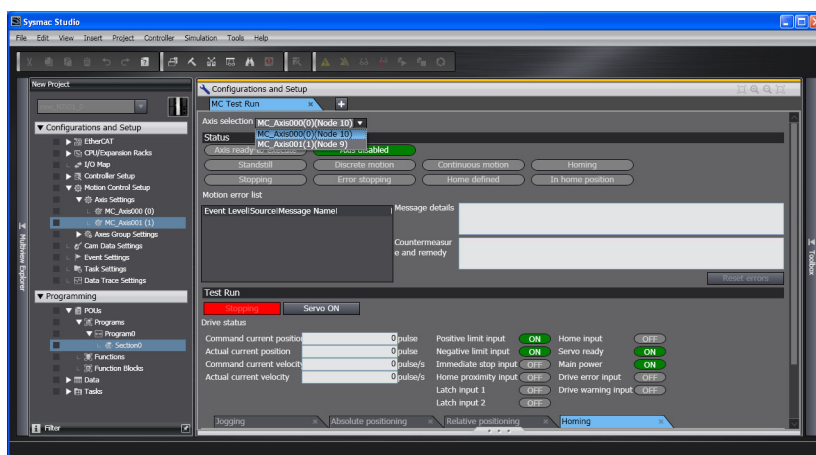 Sysmac Studio
File Edit View Insert Project Controller Simulation Tools Help
New Project
Configurations and Setup
EtherCAT
CPU/Expansion Racks
I/O Map
Controller Setup
Motion Control Setup
Axis Settings
MC_Axis000 (0)
MC_Axis001 (1)
Axes Group Settings
Cam Data Settings
Event Settings
Task Settings
Data Trace Settings
Programming
POUs
Programs
Program0
Section0
Functions
Function Blocks
Data
Tasks
Filter
Multiview Explorer
Configurations and Setup
MC Test Run
Axis selection MC_Axis000(0)(Node 10)
MC_Axis000(0)(Node 10)
MC_Axis001(1)(Node 9)
Status
Axis ready to execute Axis disabled
Standstill Discrete motion Continuous motion Homing
Stopping Error stopping Home defined In home position
Motion error list
Event Level Source Message Name
Message details
Countermeasur
e and remedy
Reset errors
Test Run
Stopping Servo ON
Drive status
Command current position 0 pulse Positive limit input ON Home input OFF
Actual current position 0 pulse Negative limit input ON Servo ready ON
Command current velocity 0 pulse/s Immediate stop input OFF Main power ON
Actual current velocity 0 pulse/s Home proximity input OFF Drive error input OFF
Latch input 1 OFF Drive warning input OFF
Latch input 2 OFF
Jogging Absolute positioning Relative positioning Homing
Toolbox